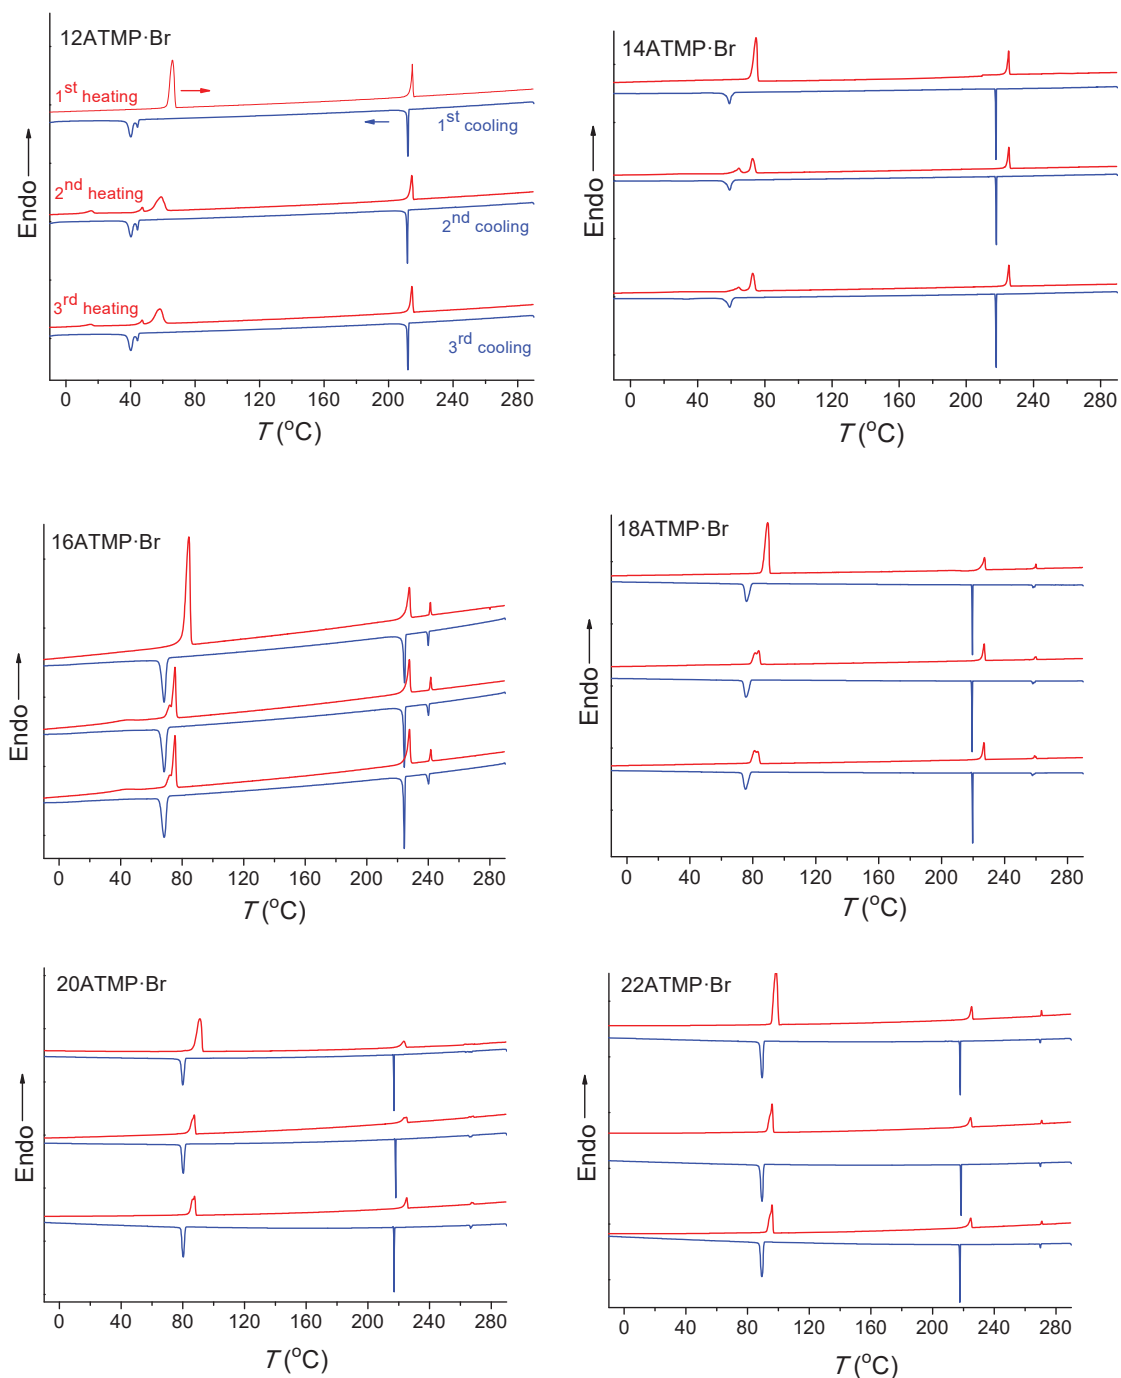 12ATMP·Br
1st heating
1st cooling
2nd heating
2nd cooling
3rd heating
3rd cooling
Endo
0 40 80 120 160 200 240 280
T (°C)
14ATMP·Br
Endo
0 40 80 120 160 200 240 280
T (°C)
16ATMP·Br
Endo
0 40 80 120 160 200 240 280
T (°C)
18ATMP·Br
Endo
0 40 80 120 160 200 240 280
T (°C)
20ATMP·Br
Endo
0 40 80 120 160 200 240 280
T (°C)
22ATMP·Br
Endo
0 40 80 120 160 200 240 280
T (°C)